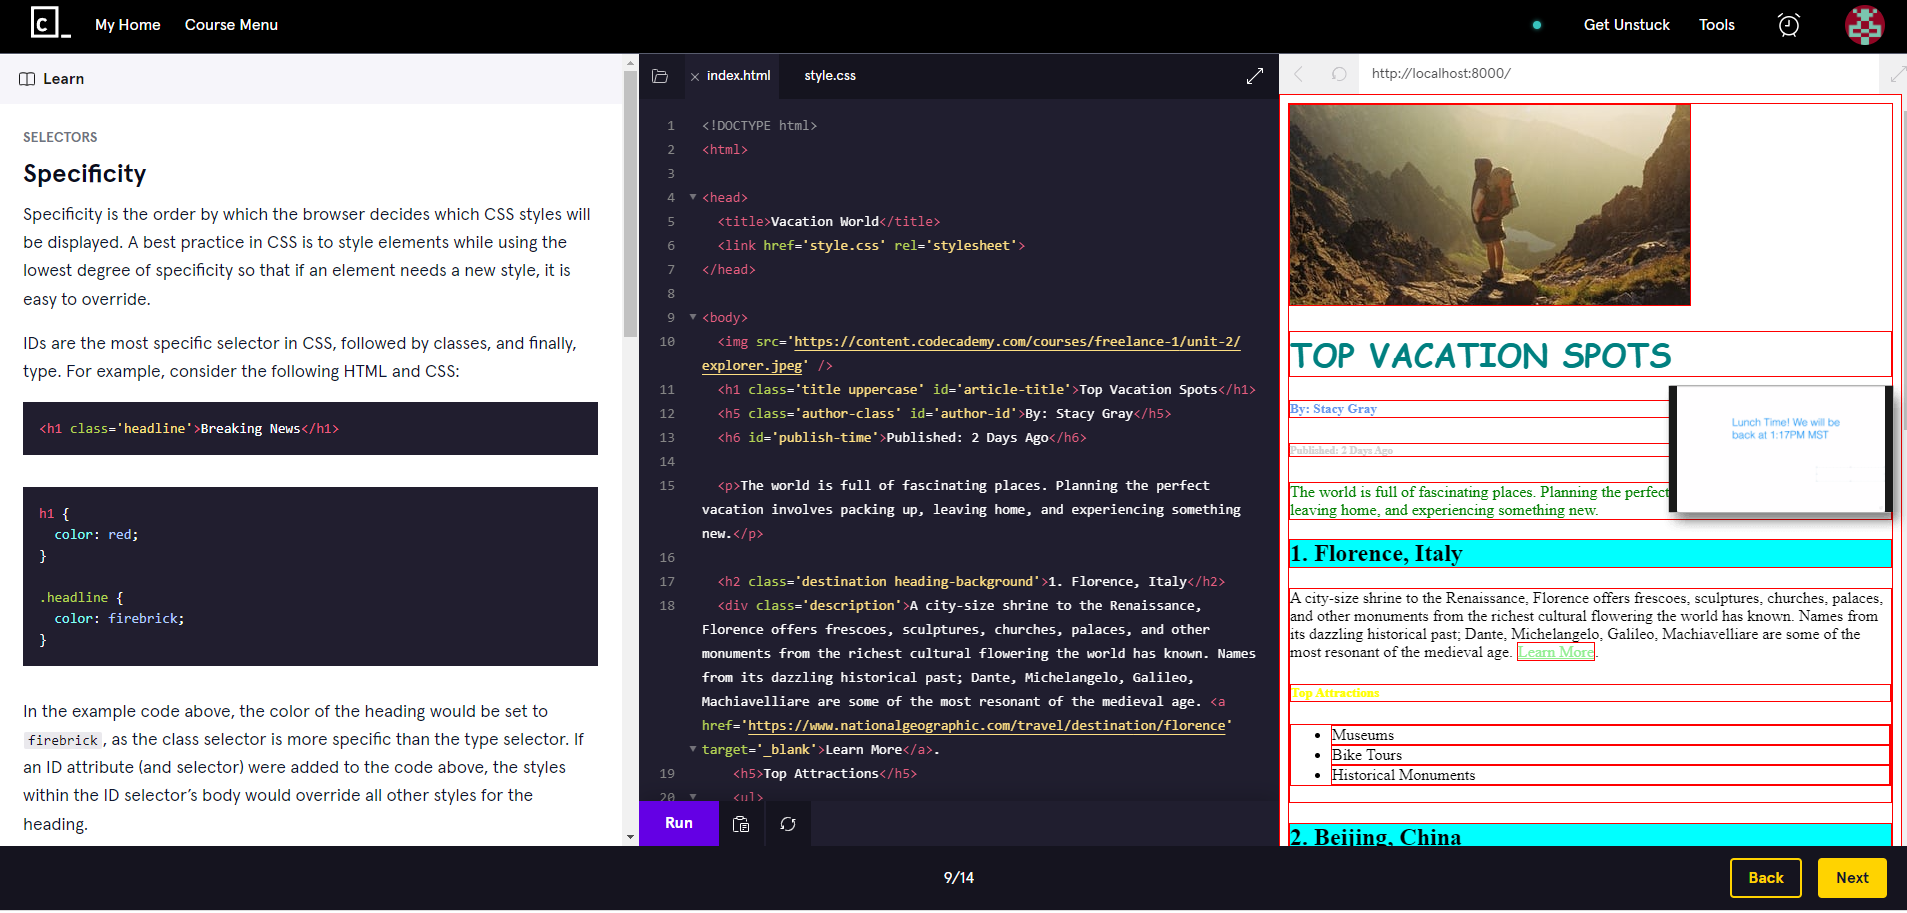 My Home
Course Menu
Get Unstuck
Tools
Learn
SELECTORS
Specificity
Specificity is the order by which the browser decides which CSS styles will
be displayed. A best practice in CSS is to style elements while using the
lowest degree of specificity so that if an element needs a new style, it is
easy to override.
IDs are the most specific selector in CSS, followed by classes, and finally,
type. For example, consider the following HTML and CSS:
<h1 class='headline'>Breaking News</h1>
h1 {
  color: red;
}
.headline {
  color: firebrick;
}
In the example code above, the color of the heading would be set to
firebrick, as the class selector is more specific than the type selector. If
an ID attribute (and selector) were added to the code above, the styles
within the ID selector's body would override all other styles for the
heading.
index.html
style.css
1 <!DOCTYPE html>
2 <html>
3
4 <head>
5   <title>Vacation World</title>
6   <link href='style.css' rel='stylesheet'>
7 </head>
8
9 <body>
10   <img src='https://content.codecademy.com/courses/freelance-1/unit-2/
explorer.jpeg' />
11   <h1 class='title uppercase' id='article-title'>Top Vacation Spots</h1>
12   <h5 class='author-class' id='author-id'>By: Stacy Gray</h5>
13   <h6 id='publish-time'>Published: 2 Days Ago</h6>
14
15   <p>The world is full of fascinating places. Planning the perfect
vacation involves packing up, leaving home, and experiencing something
new.</p>
16
17   <h2 class='destination heading-background'>1. Florence, Italy</h2>
18   <div class='description'>A city-size shrine to the Renaissance,
Florence offers frescoes, sculptures, churches, palaces, and other
monuments from the richest cultural flowering the world has known. Names
from its dazzling historical past; Dante, Michelangelo, Galileo,
Machiavelliare are some of the most resonant of the medieval age. <a
href='https://www.nationalgeographic.com/travel/destination/florence'
target='_blank'>Learn More</a>.
19     <h5>Top Attractions</h5>
20     <ul>
Run
http://localhost:8000/
TOP VACATION SPOTS
By: Stacy Gray
Published: 2 Days Ago
Lunch Time! We will be
back at 1:17PM MST
The world is full of fascinating places. Planning the perfect
leaving home, and experiencing something new.
1. Florence, Italy
A city-size shrine to the Renaissance, Florence offers frescoes, sculptures, churches, palaces,
and other monuments from the richest cultural flowering the world has known. Names from
its dazzling historical past; Dante, Michelangelo, Galileo, Machiavelliare are some of the
most resonant of the medieval age. Learn More.
Top Attractions
Museums
Bike Tours
Historical Monuments
2. Beijing, China
9/14
Back
Next